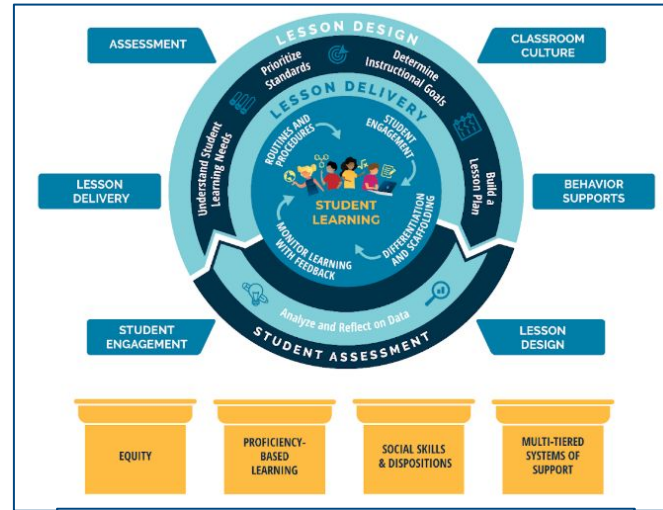 ASSESSMENT
LESSON DESIGN
CLASSROOM
CULTURE
Prioritize
Standards
Determine
Instructional Goals
LESSON DELIVERY
Understand Student
Learning Needs
ROUTINES AND
PROCEDURES
STUDENT
ENGAGEMENT
Build a
Lesson Plan
LESSON
DELIVERY
STUDENT
LEARNING
BEHAVIOR
SUPPORTS
MONITOR LEARNING
WITH FEEDBACK
DIFFERENTIATION
AND SCAFFOLDING
Analyze and Reflect on Data
STUDENT ASSESSMENT
STUDENT
ENGAGEMENT
LESSON
DESIGN
EQUITY
PROFICIENCY-
BASED
LEARNING
SOCIAL SKILLS
& DISPOSITIONS
MULTI-TIERED
SYSTEMS OF
SUPPORT